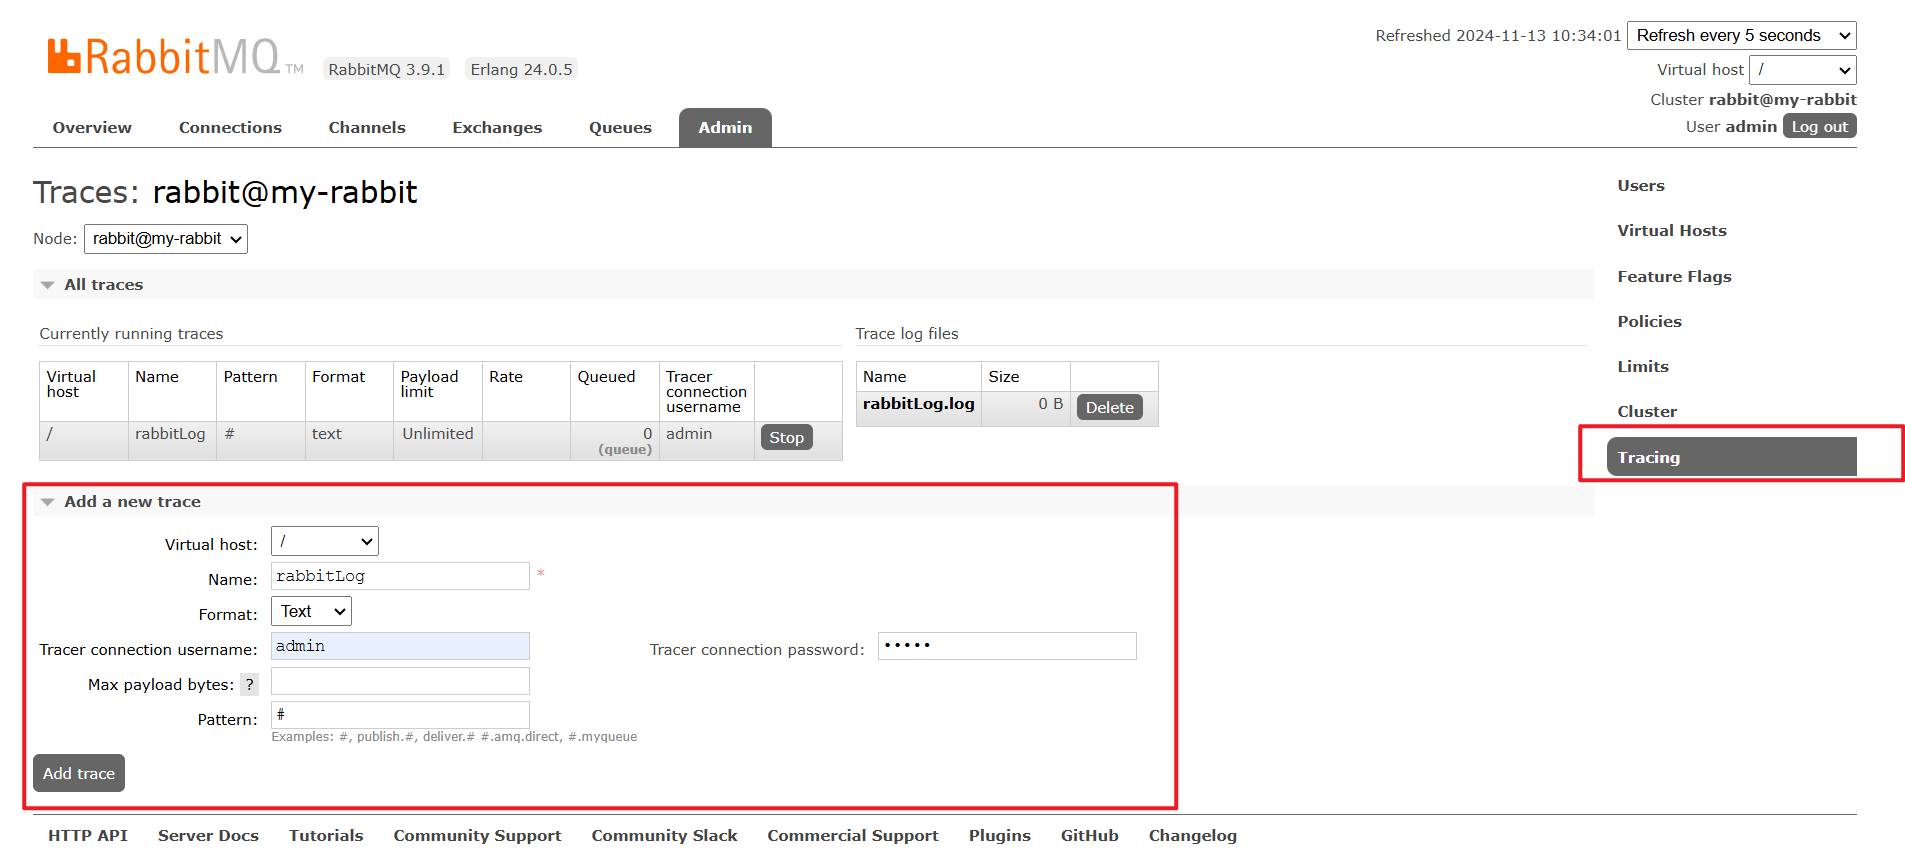 RabbitMQ TM
RabbitMQ 3.9.1 Erlang 24.0.5
Refreshed 2024-11-13 10:34:01 Refresh every 5 seconds
Virtual host /
Cluster rabbit@my-rabbit
User admin Log out
Overview Connections Channels Exchanges Queues Admin
Traces: rabbit@my-rabbit
Node: rabbit@my-rabbit
All traces
Currently running traces
Virtual host Name Pattern Format Payload limit Rate Queued Tracer connection username
/ rabbitLog # text Unlimited 0 (queue) admin Stop
Trace log files
Name Size
rabbitLog.log 0 B Delete
Add a new trace
Virtual host: /
Name: rabbitLog *
Format: Text
Tracer connection username: admin Tracer connection password: •••••
Max payload bytes: ?
Pattern: #
Examples: #, publish.#, deliver.# #.amq.direct, #.myqueue
Add trace
Users
Virtual Hosts
Feature Flags
Policies
Limits
Cluster
Tracing
HTTP API Server Docs Tutorials Community Support Community Slack Commercial Support Plugins GitHub Changelog